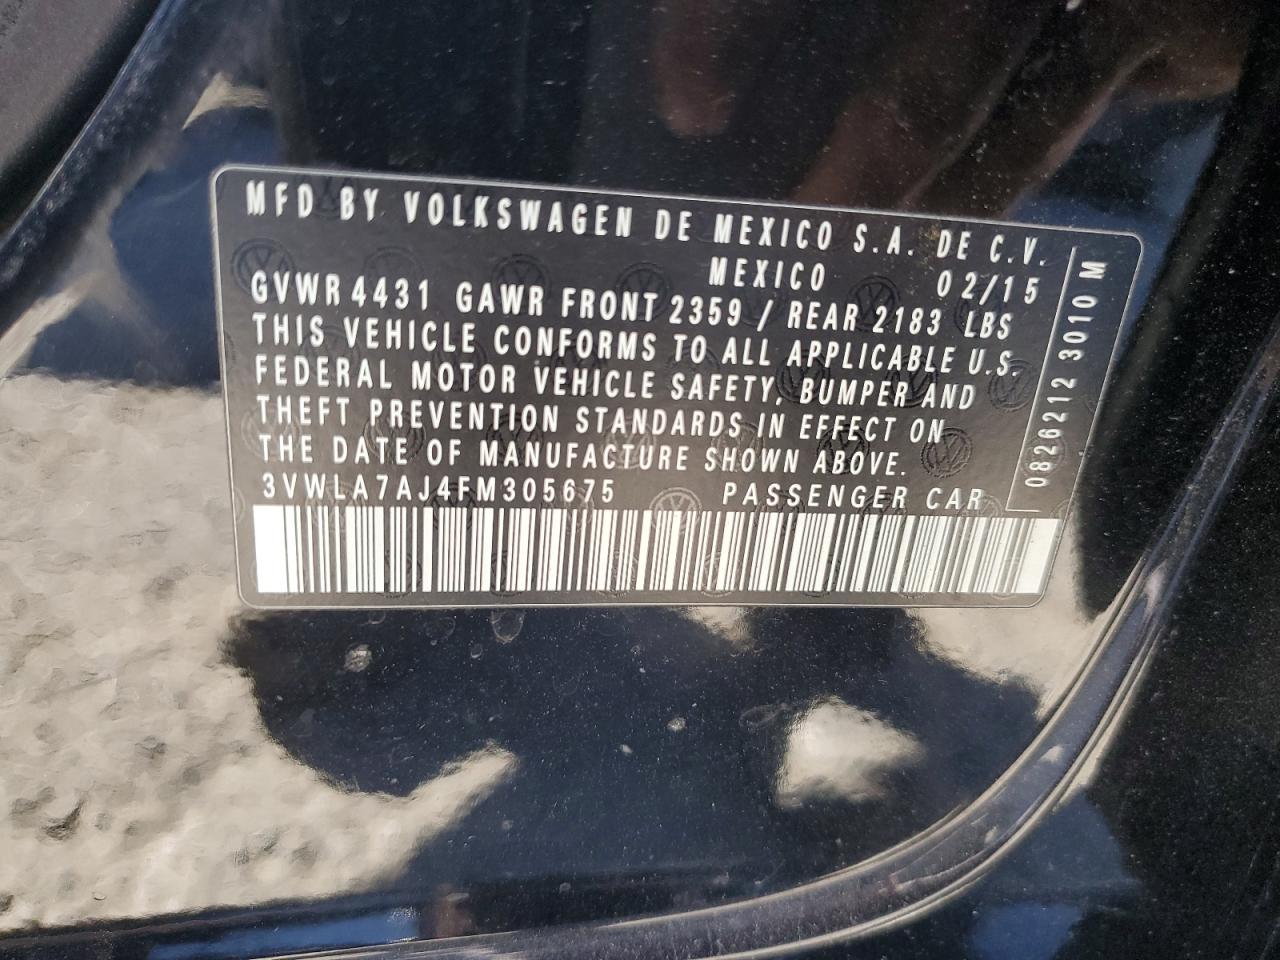 MFD BY VOLKSWAGEN DE MEXICO S.A. DE C.V.
MEXICO 02/15
GVWR 4431 GAWR FRONT 2359 / REAR 2183 LBS
THIS VEHICLE CONFORMS TO ALL APPLICABLE U.S.
FEDERAL MOTOR VEHICLE SAFETY, BUMPER AND
THEFT PREVENTION STANDARDS IN EFFECT ON
THE DATE OF MANUFACTURE SHOWN ABOVE.
3VWLA7AJ4FM305675 PASSENGER CAR
0826212 3010 M